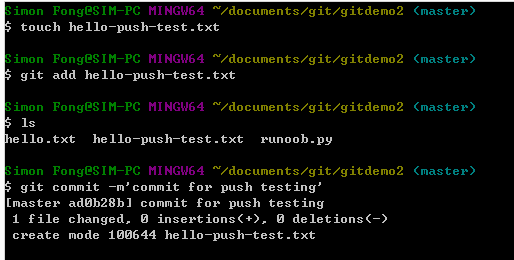 Simon Fong@SIM-PC MINGW64 ~/documents/git/gitdemo2 (master)
$ touch hello-push-test.txt
Simon Fong@SIM-PC MINGW64 ~/documents/git/gitdemo2 (master)
$ git add hello-push-test.txt
Simon Fong@SIM-PC MINGW64 ~/documents/git/gitdemo2 (master)
$ ls
hello.txt  hello-push-test.txt  runoob.py
Simon Fong@SIM-PC MINGW64 ~/documents/git/gitdemo2 (master)
$ git commit -m'commit for push testing'
[master ad0b28b] commit for push testing
 1 file changed, 0 insertions(+), 0 deletions(-)
 create mode 100644 hello-push-test.txt